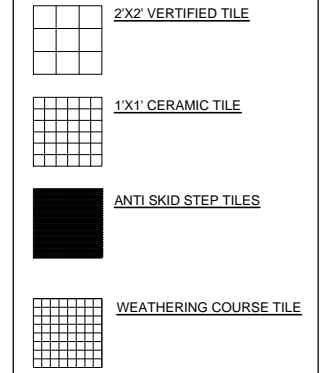 2'X2' VERTIFIED TILE
1'X1' CERAMIC TILE
ANTI SKID STEP TILES
WEATHERING COURSE TILE